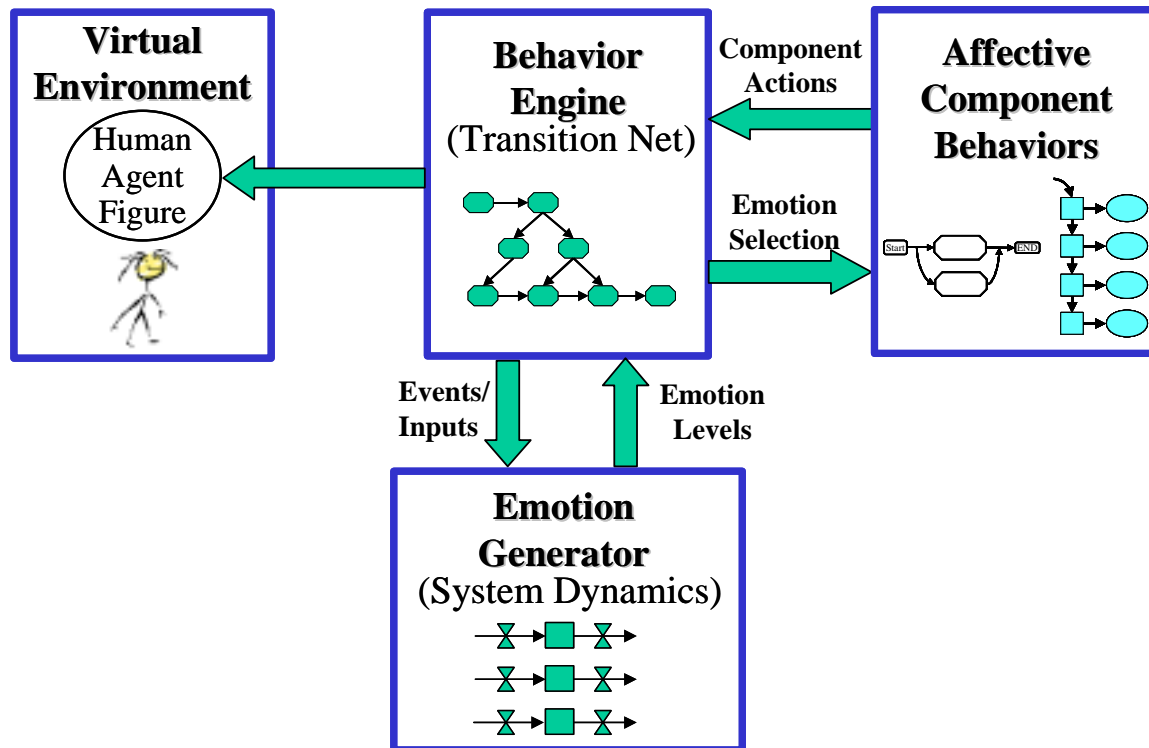 Virtual
Environment
Human
Agent
Figure
Behavior
Engine
(Transition Net)
Component
Actions
Emotion
Selection
Affective
Component
Behaviors
Start
END
Events/
Inputs
Emotion
Levels
Emotion
Generator
(System Dynamics)